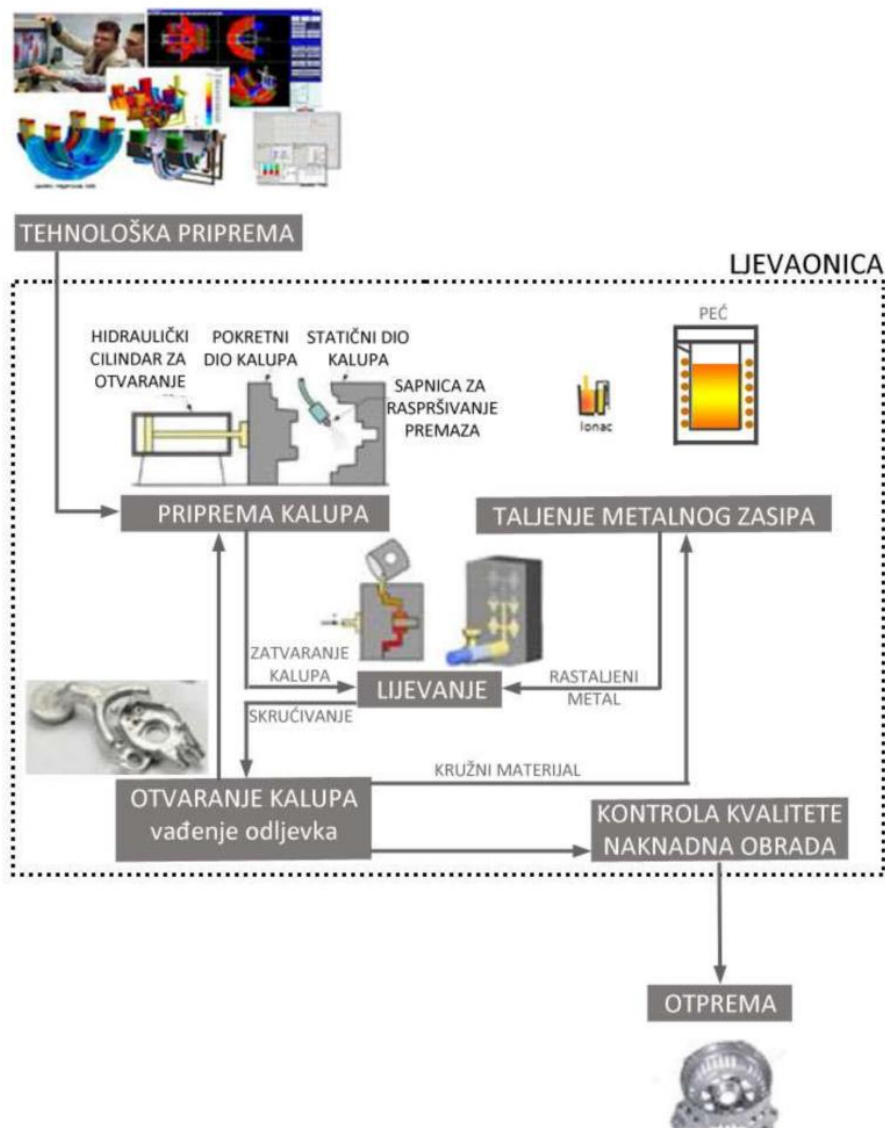 TEHNOLOŠKA PRIPREMA
LJEVAONICA
HIDRAULIČKI
CILINDAR ZA
OTVARANJE
POKRETNI
DIO KALUPA
STATIČNI DIO
KALUPA
SAPNICA ZA
RASPRŠIVANJE
PREMAZA
PEĆ
lonac
PRIPREMA KALUPA
TALJENJE METALNOG ZASIPA
ZATVARANJE
KALUPA
LIJEVANJE
RASTALJENI
METAL
SKRUĆIVANJE
KRUŽNI MATERIJAL
OTVARANJE KALUPA
vađenje odljevka
KONTROLA KVALITETE
NAKNADNA OBRADA
OTPREMA